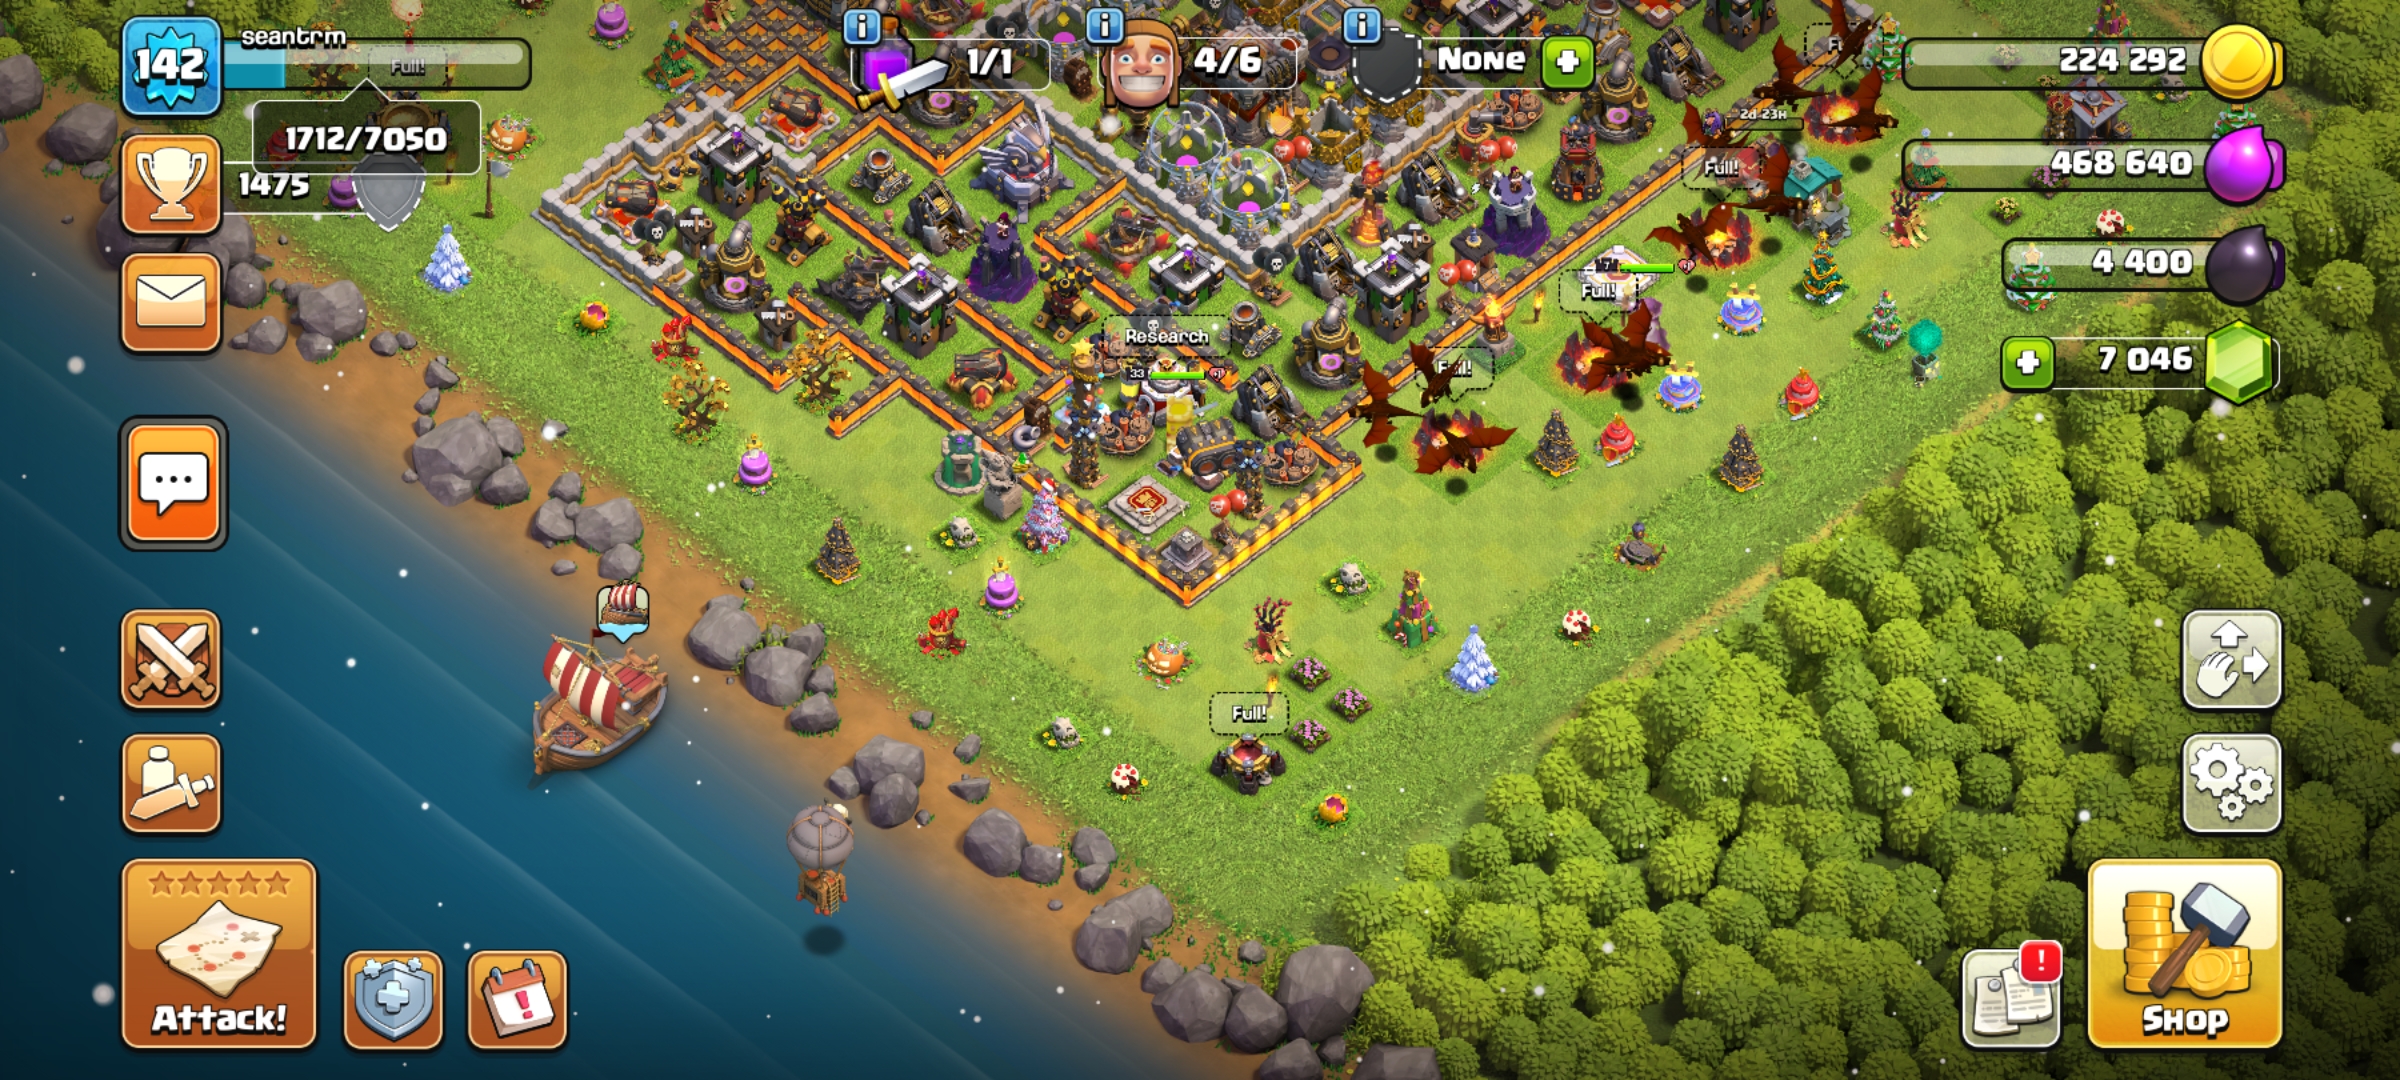 seantrm
142
Full!
1712/7050
1475
i
1/1
i
4/6
i
None
224 292
468 640
4 400
7 046
2d 23H
Full!
Full!
Research
33
Full!
Full!
Attack!
!
!
Shop